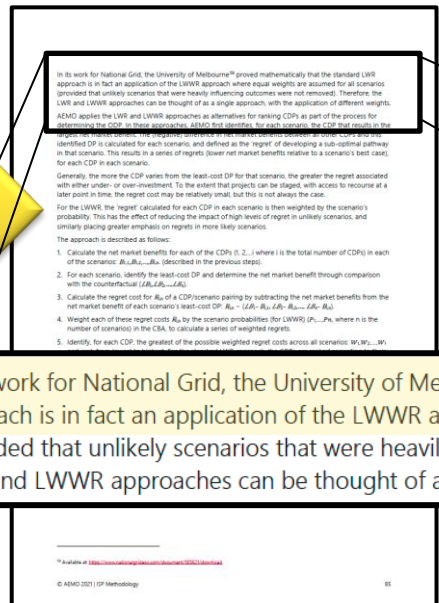 In its work for National Grid, the University of Melbourne⁵⁶ proved mathematically that the standard LWR
approach is in fact an application of the LWWR approach where equal weights are assumed for all scenarios
(provided that unlikely scenarios that were heavily influencing outcomes were not removed). Therefore, the
LWR and LWWR approaches can be thought of as a single approach, with the application of different weights.
AEMO applies the LWR and LWWR approaches as alternatives for ranking CDPs as part of the process for
determining the ODP. In these approaches, AEMO first identifies, for each scenario, the CDP that results in the
largest net market benefit. The (negative) difference in net market benefits between all other CDPs and this
identified DP is calculated for each scenario, and defined as the 'regret' of developing a sub-optimal pathway
in that scenario. This results in a series of regrets (lower net market benefits relative to a scenario's best case),
for each CDP in each scenario.
Generally, the more the CDP varies from the least-cost DP for that scenario, the greater the regret associated
with either under- or over-investment. To the extent that projects can be staged, with access to recourse at a
later point in time, the regret cost may be relatively small, but this is not always the case.
For the LWWR, the 'regret' calculated for each CDP in each scenario is then weighted by the scenario's
probability. This has the effect of reducing the impact of high levels of regret in unlikely scenarios, and
similarly placing greater emphasis on regrets in more likely scenarios.
The approach is described as follows:
1. Calculate the net market benefits for each of the CDPs (1, 2,...i where i is the total number of CDPs) in each
of the scenarios: (described in the previous steps).
2. For each scenario, identify the least-cost DP and determine the net market benefit through comparison
with the counterfactual
3. Calculate the regret cost for of a CDP/scenario pairing by subtracting the net market benefits from the
net market benefit of each scenario's least-cost DP:
4. Weight each of these regret costs by the scenario probabilities (for LWWR) where n is the
number of scenarios) in the CBA, to calculate a series of weighted regrets.
5. Identify, for each CDP, the greatest of the possible weighted regret costs across all scenarios:
work for National Grid, the University of Me
ach is in fact an application of the LWWR a
ded that unlikely scenarios that were heavil
nd LWWR approaches can be thought of a
Available at https://www.nationalgrideso.com/document/185821/download
© AEMO 2021 | ISP Methodology 85